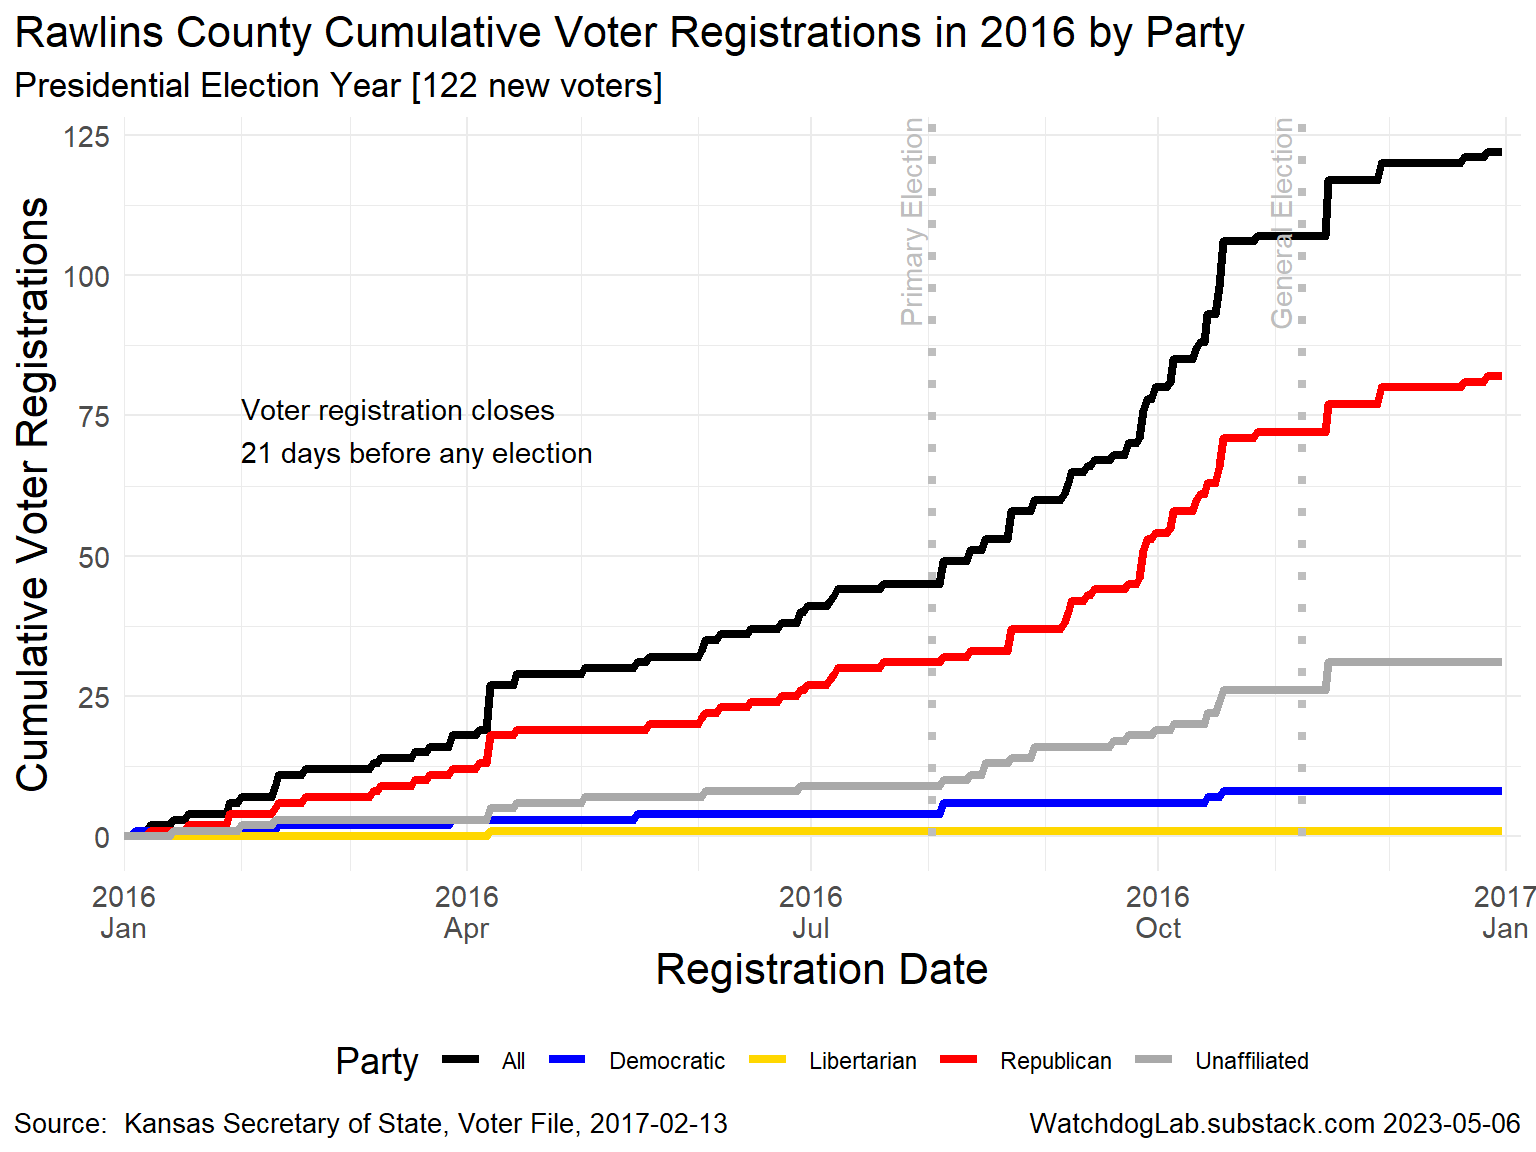 Rawlins County Cumulative Voter Registrations in 2016 by Party
Presidential Election Year [122 new voters]
Cumulative Voter Registrations
125
100
75
50
25
0
Primary Election
General Election
Voter registration closes
21 days before any election
2016
Jan
2016
Apr
2016
Jul
2016
Oct
2017
Jan
Registration Date
Party
All
Democratic
Libertarian
Republican
Unaffiliated
Source:  Kansas Secretary of State, Voter File, 2017-02-13
WatchdogLab.substack.com 2023-05-06